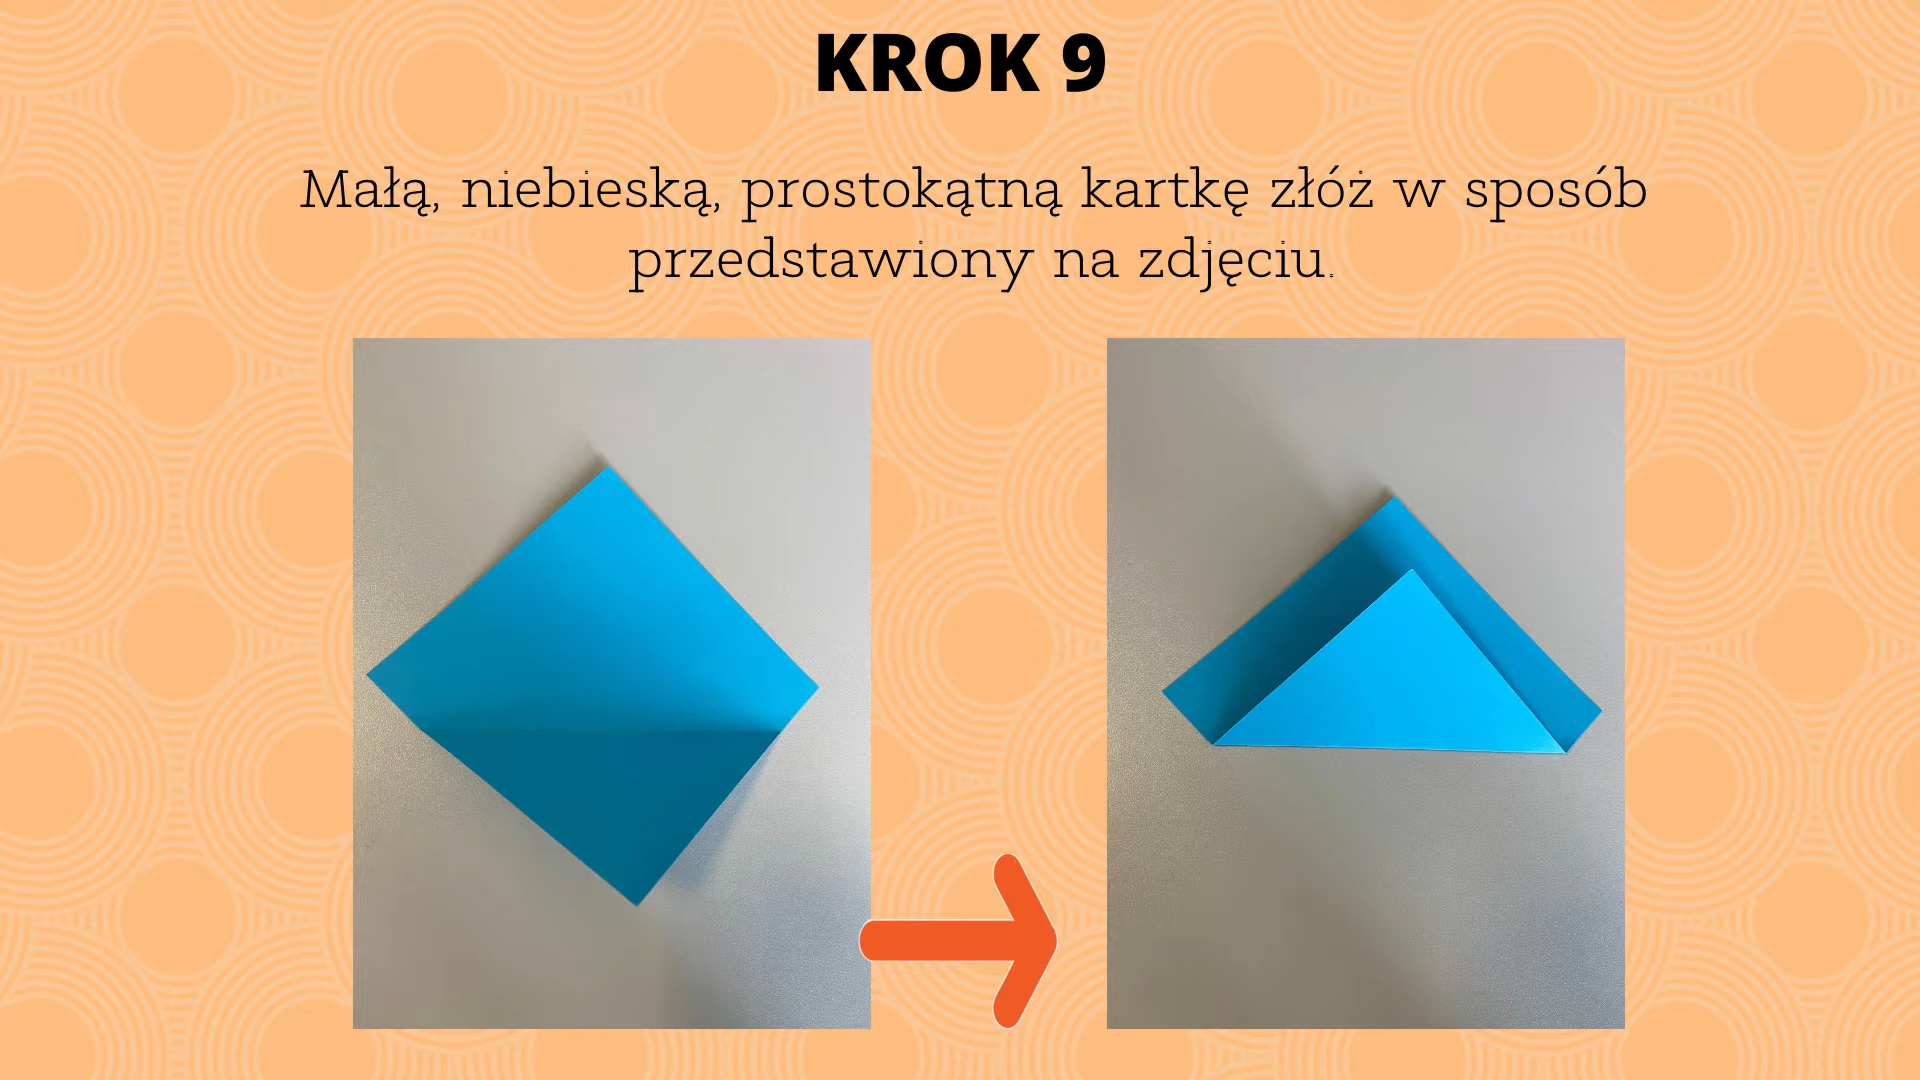 KROK 9
Małą, niebieską, prostokątną kartkę złóż w sposób
przedstawiony na zdjęciu.